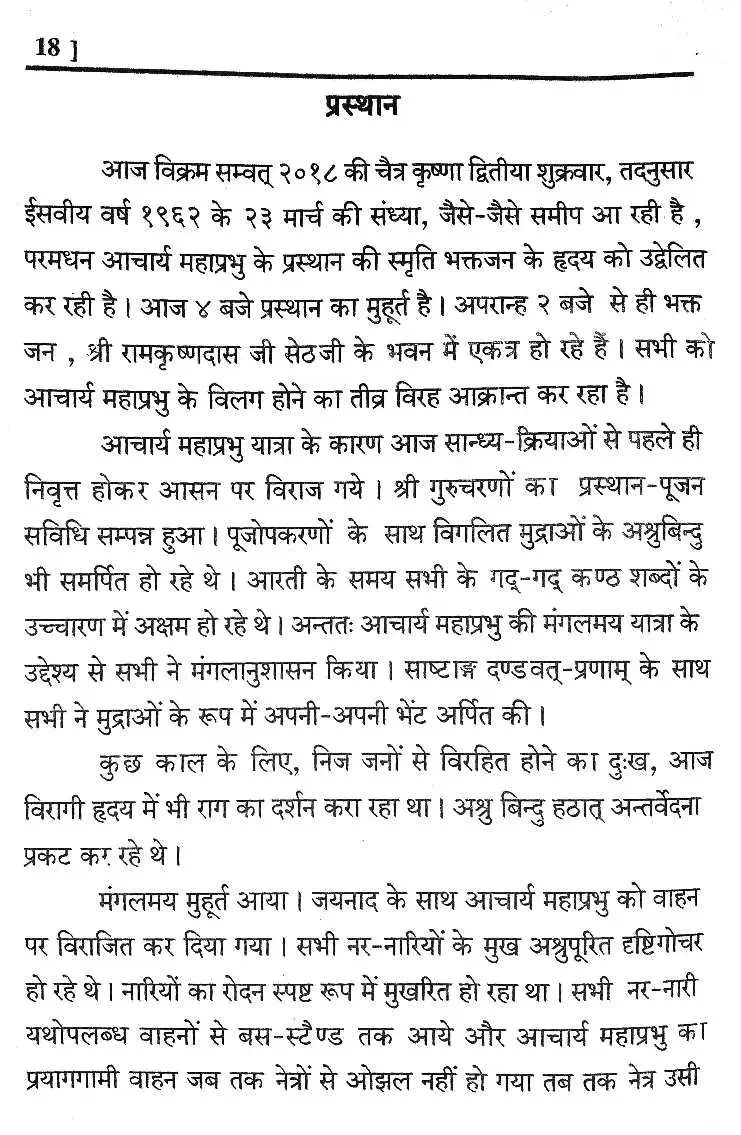 18 ]
प्रस्थान
आज विक्रम सम्वत् २०१८ की चैत्र कृष्णा द्वितीया शुक्रवार, तदनुसार
ईसवीय वर्ष १९६२ के २३ मार्च की संध्या, जैसे-जैसे समीप आ रही है ,
परमधन आचार्य महाप्रभु के प्रस्थान की स्मृति भक्तजन के हृदय को उद्वेलित
कर रही है । आज ४ बजे प्रस्थान का मुहूर्त है । अपरान्ह २ बजे से ही भक्त
जन , श्री रामकृष्णदास जी सेठजी के भवन में एकत्र हो रहे हैं । सभी को
आचार्य महाप्रभु के विलग होने का तीव्र विरह आक्रान्त कर रहा है ।
आचार्य महाप्रभु यात्रा के कारण आज सान्ध्य-क्रियाओं से पहले ही
निवृत्त होकर आसन पर विराज गये । श्री गुरुचरणों का प्रस्थान-पूजन
सविधि सम्पन्न हुआ । पूजोपकरणों के साथ विगलित मुद्राओं के अश्रुबिन्दु
भी समर्पित हो रहे थे । आरती के समय सभी के गद्-गद् कण्ठ शब्दों के
उच्चारण में अक्षम हो रहे थे । अन्ततः आचार्य महाप्रभु की मंगलमय यात्रा के
उद्देश्य से सभी ने मंगलानुशासन किया । साष्टाङ्ग दण्डवत्-प्रणाम् के साथ
सभी ने मुद्राओं के रूप में अपनी-अपनी भेंट अर्पित की ।
कुछ काल के लिए, निज जनों से विरहित होने का दुःख, आज
विरागी हृदय में भी राग का दर्शन करा रहा था । अश्रु बिन्दु हठात् अन्तर्वेदना
प्रकट कर रहे थे ।
मंगलमय मुहूर्त आया । जयनाद के साथ आचार्य महाप्रभु को वाहन
पर विराजित कर दिया गया । सभी नर-नारियों के मुख अश्रुपूरित दृष्टिगोचर
हो रहे थे । नारियों का रोदन स्पष्ट रूप में मुखरित हो रहा था । सभी नर-नारी
यथोपलब्ध वाहनों से बस-स्टैण्ड तक आये और आचार्य महाप्रभु का
प्रयागगामी वाहन जब तक नेत्रों से ओझल नहीं हो गया तब तक नेत्र उसी